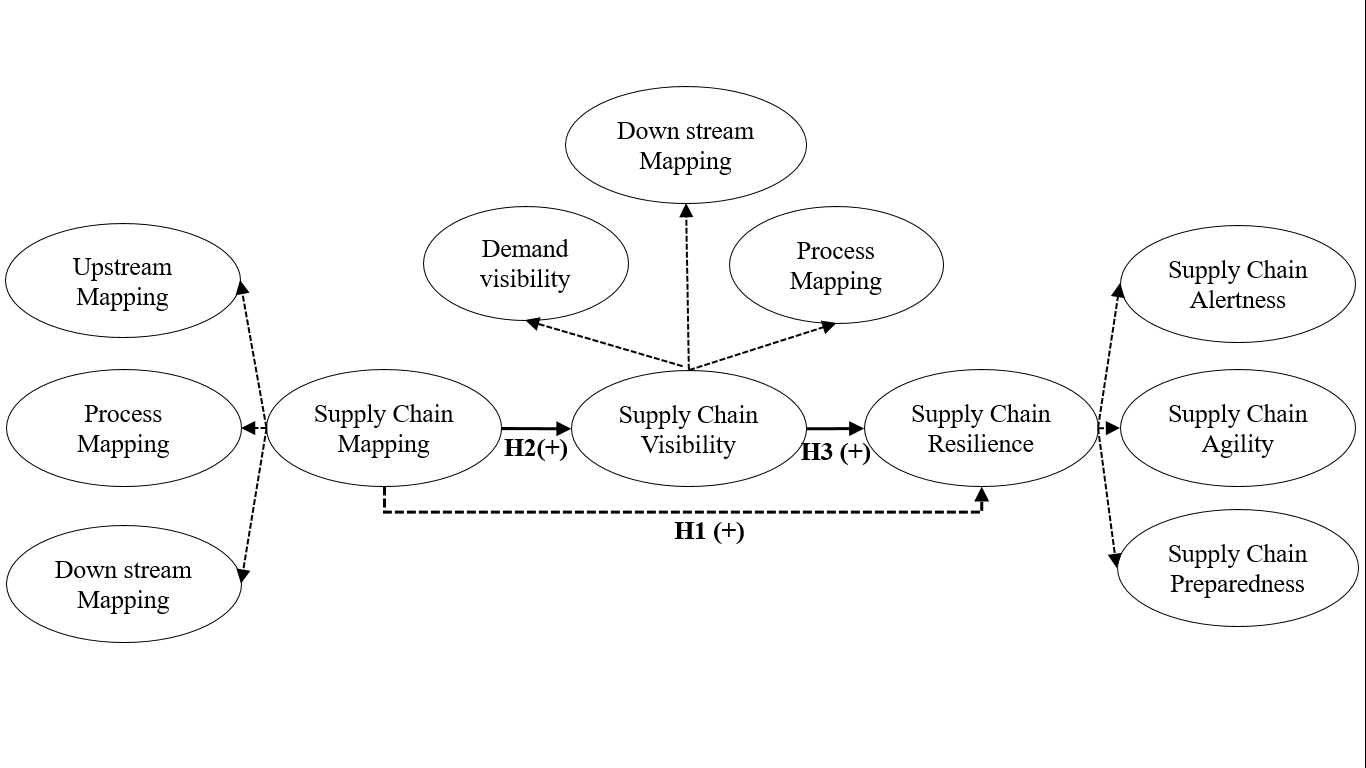 Down stream
Mapping
Demand
visibility
Process
Mapping
Upstream
Mapping
Supply Chain
Alertness
Process
Mapping
Supply Chain
Mapping
H2(+)
Supply Chain
Visibility
H3 (+)
Supply Chain
Resilience
Supply Chain
Agility
H1 (+)
Down stream
Mapping
Supply Chain
Preparedness